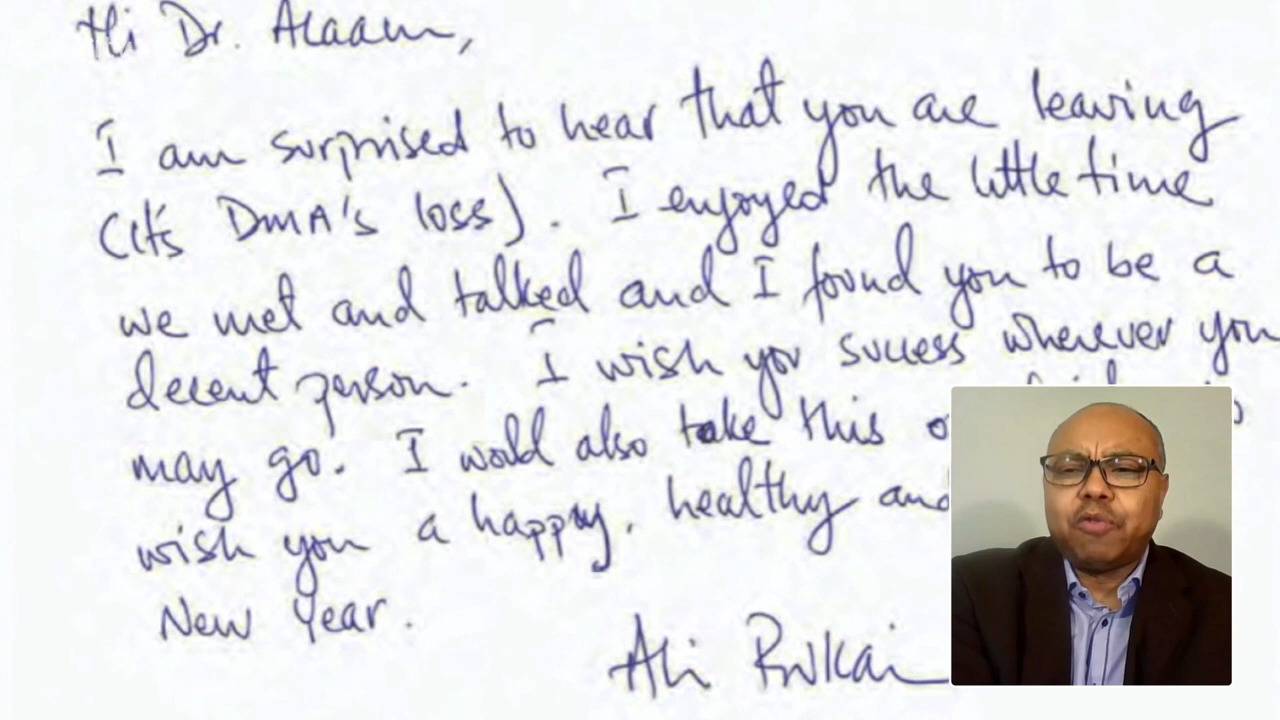 Hi Dr. Alaam,
I am surprised to hear that you are leaving
(it's DMA's loss). I enjoyed the little time
we met and talked and I found you to be a
decent person. I wish you success wherever you
may go. I would also take this
wish you a happy, healthy and
New Year.
Ali